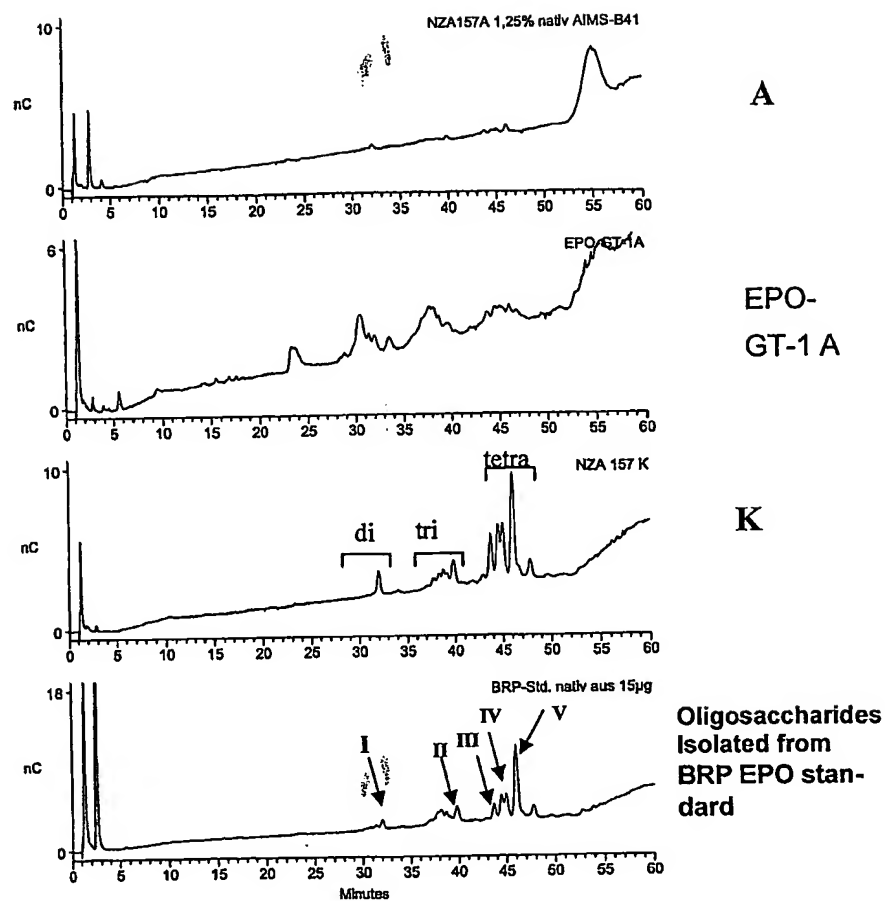 NZA157A 1,25% nativ AIMS-B41
10
nC
0
0 5 10 15 20 25 30 35 40 45 50 55 60
A
EPO-GT-1A
6
nC
0
0 5 10 15 20 25 30 35 40 45 50 55 60
EPO-
GT-1 A
NZA 157 K
10
nC
0
di
tri
tetra
0 5 10 15 20 25 30 35 40 45 50 55 60
K
BRP-Std. nativ aus 15µg
18
nC
0
I
II
III
IV
V
0 5 10 15 20 25 30 35 40 45 50 55 60
Minutes
Oligosaccharides
Isolated from
BRP EPO stan-
dard